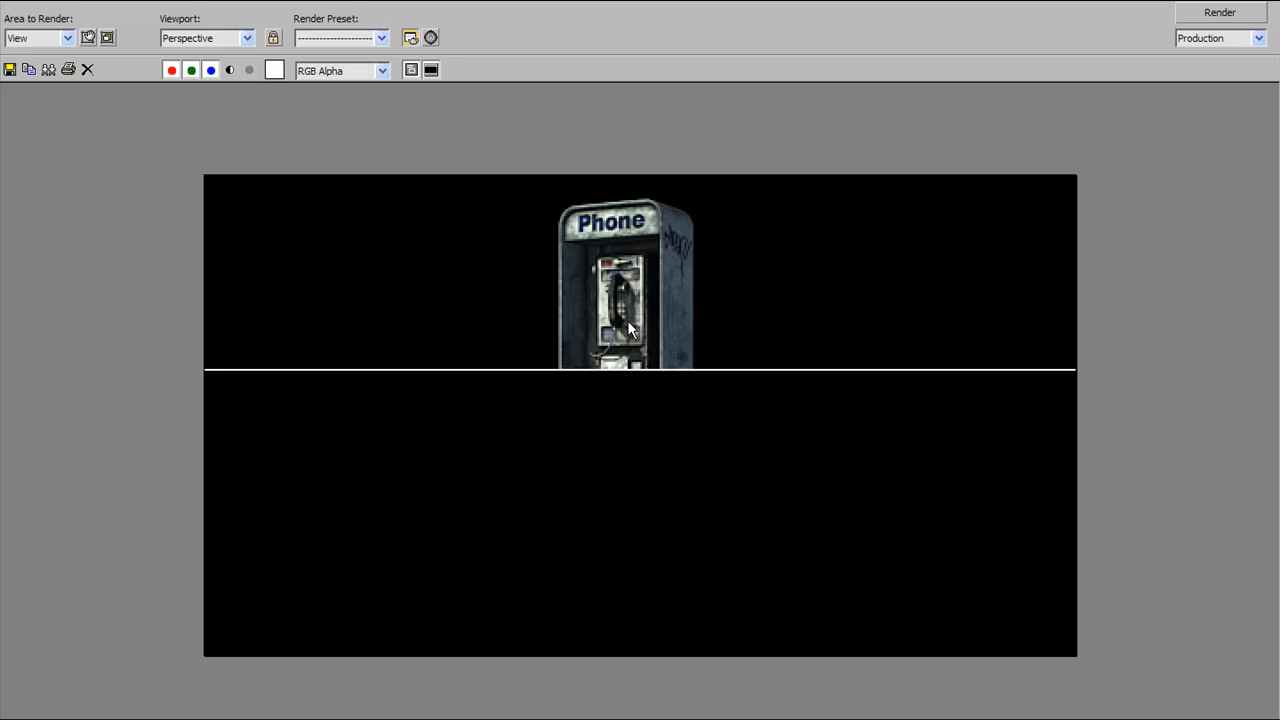 Area to Render:
Viewport:
Render Preset:
Render
View
Perspective
--------------------
Production
RGB Alpha
Phone